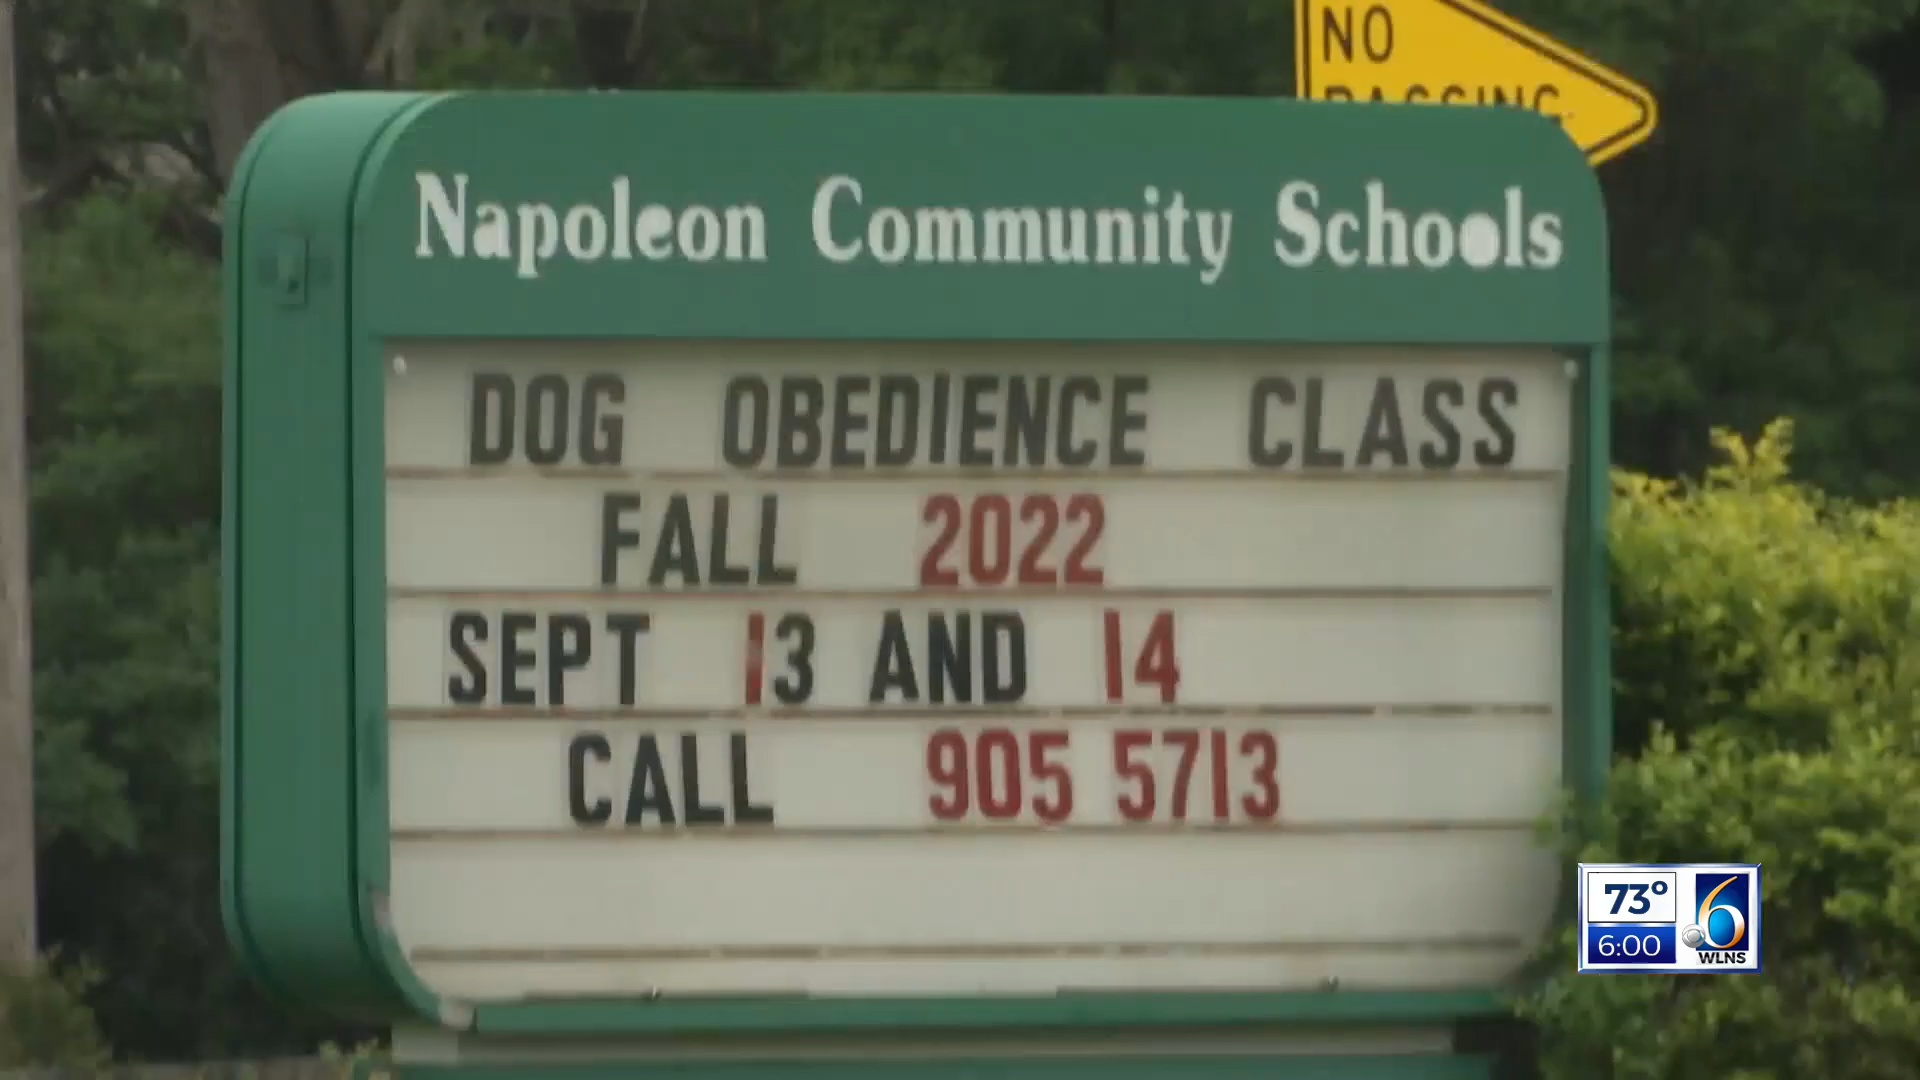 NO
PASSING
Napoleon Community Schools
DOG OBEDIENCE CLASS
FALL 2022
SEPT 13 AND 14
CALL 905 5713
73°
6:00
6
WLNS